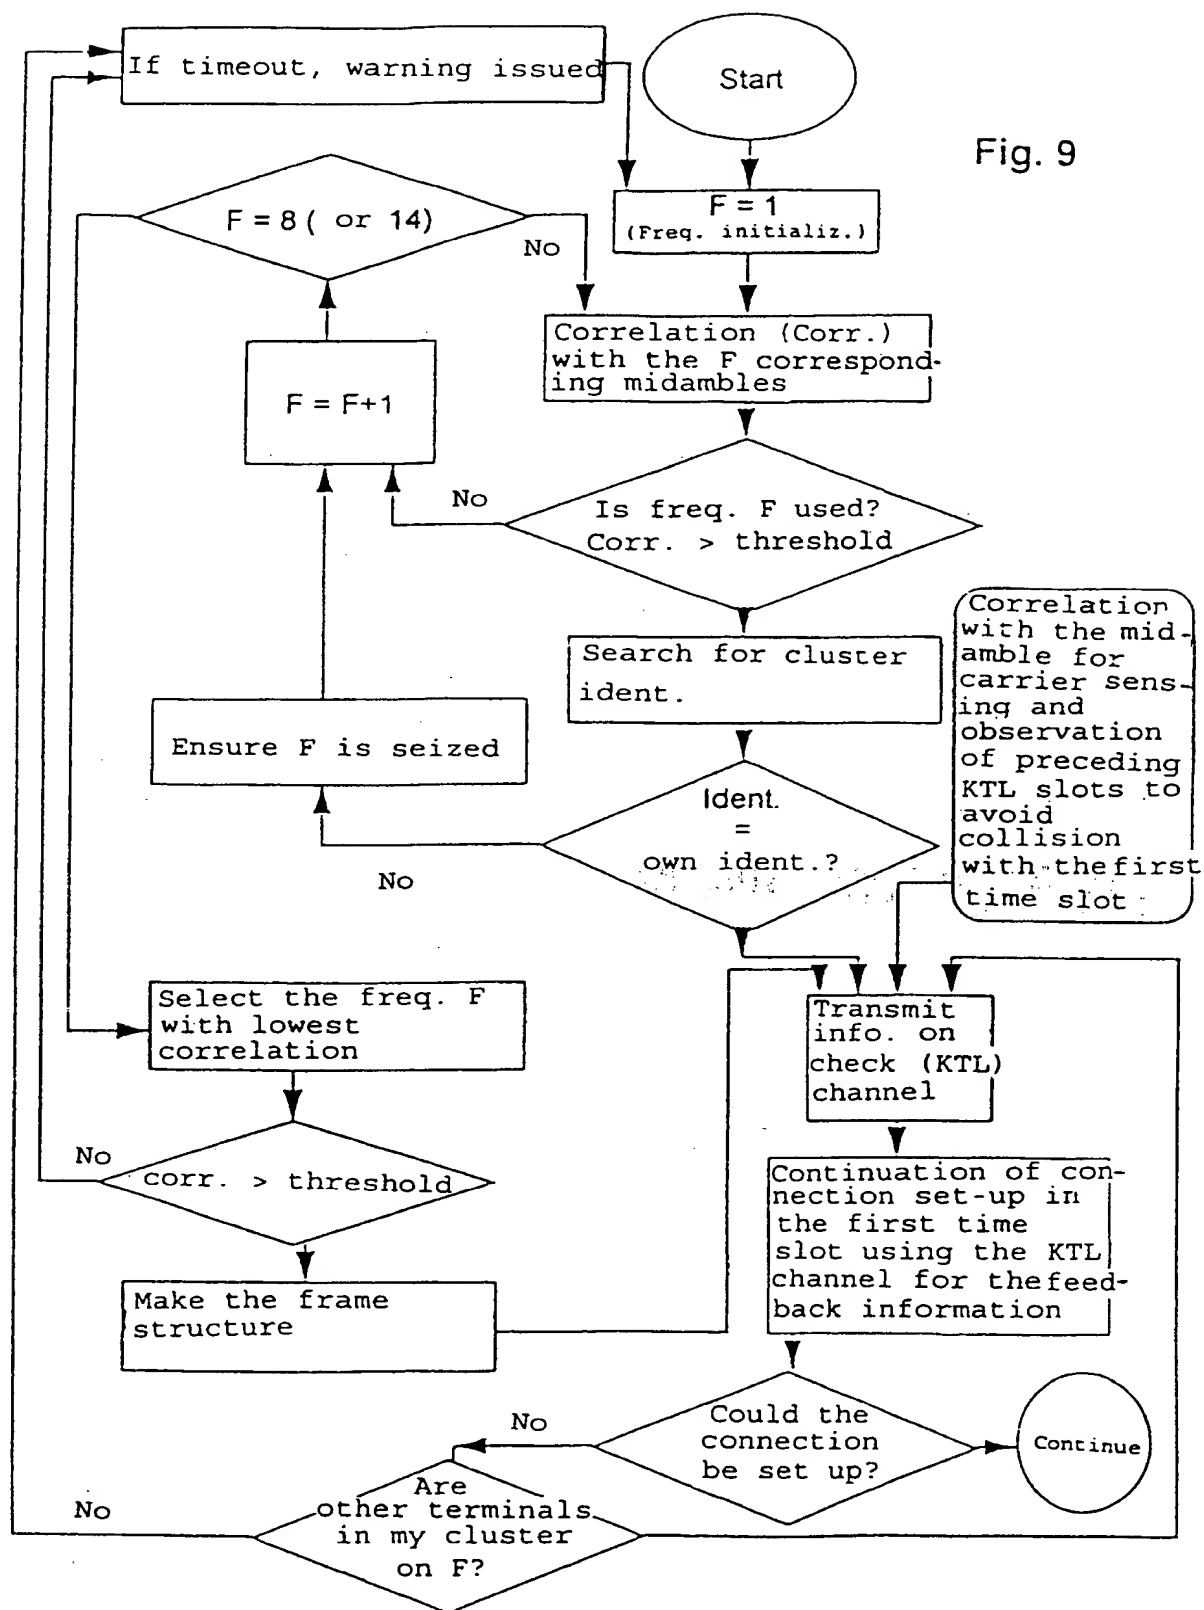 If timeout, warning issued
Start
Fig. 9
F = 8 ( or 14)
No
F = 1
(Freq. initializ.)
Correlation (Corr.)
with the F correspond-
ing midambles
F = F+1
No
Is freq. F used?
Corr. > threshold
Search for cluster
ident.
Correlation
with the mid-
amble for
carrier sens-
ing and
observation
of preceding
KTL slots to
avoid
collision
with the first
time slot
Ensure F is seized
Ident.
=
own ident.?
No
Select the freq. F
with lowest
correlation
Transmit
info. on
check (KTL)
channel
No
corr. > threshold
Continuation of con-
nection set-up in
the first time
slot using the KTL
channel for the feed-
back information
Make the frame
structure
No
Could the
connection
be set up?
Continue
No
Are
other terminals
in my cluster
on F?